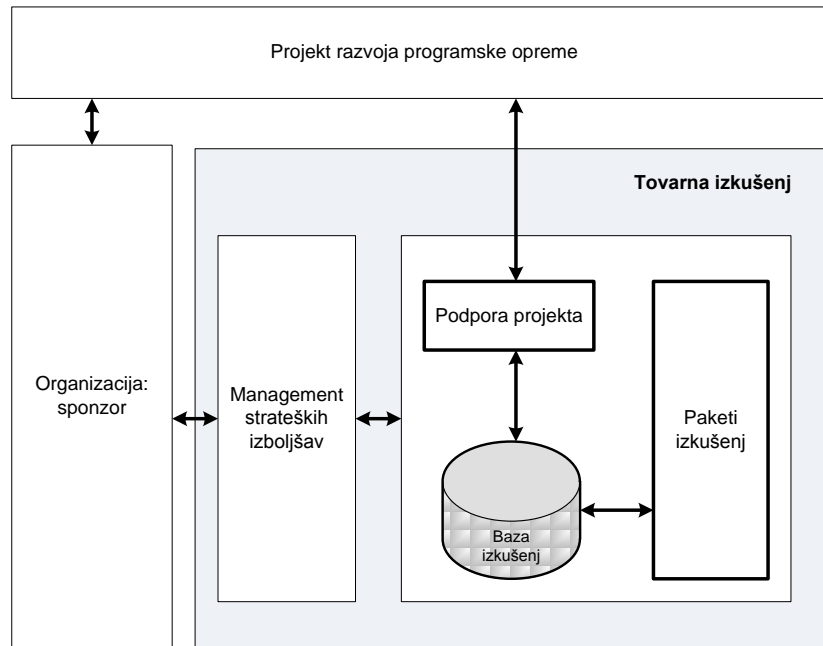 Projekt razvoja programske opreme
Tovarna izkušenj
Podpora projekta
Organizacija:
sponzor
Management
strateških
izboljšav
Paketi
izkušenj
Baza
izkušenj